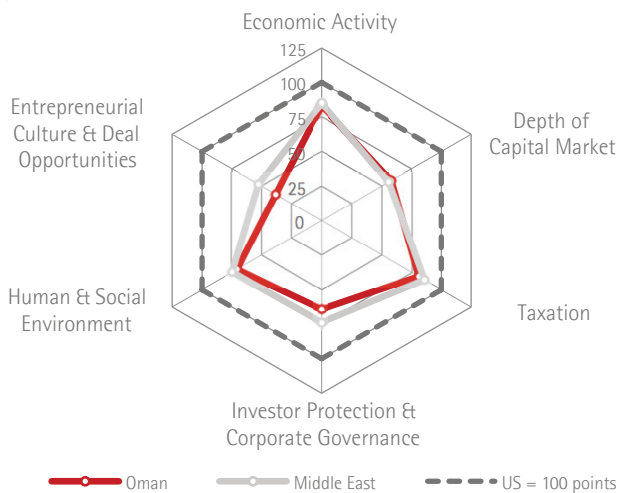 Economic Activity
125
100
75
50
25
0
Entrepreneurial
Culture & Deal
Opportunities
Depth of
Capital Market
Human & Social
Environment
Taxation
Investor Protection &
Corporate Governance
Oman
Middle East
US = 100 points